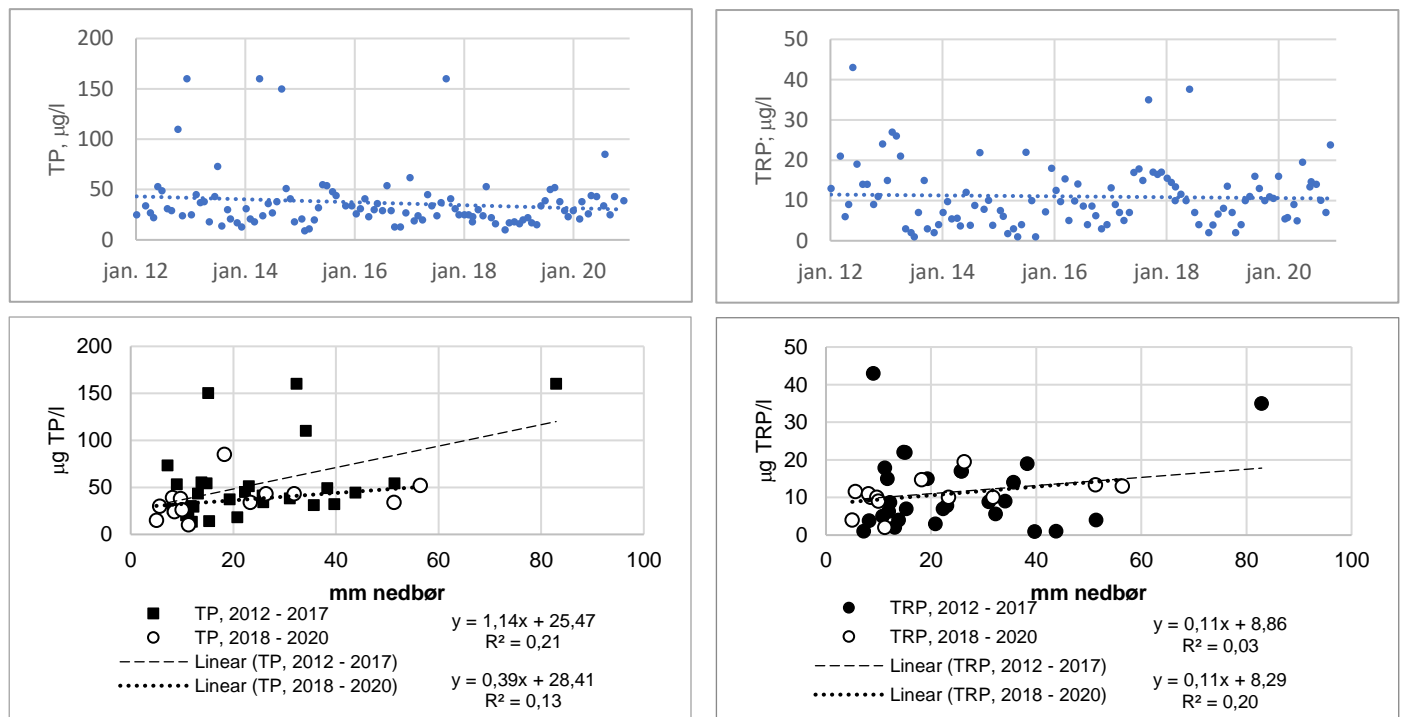 200
150
100
50
0
TP, µg/l
jan. 12 jan. 14 jan. 16 jan. 18 jan. 20
50
40
30
20
10
0
TRP; µg/l
jan. 12 jan. 14 jan. 16 jan. 18 jan. 20
200
150
100
50
0
µg TP/l
0 20 40 60 80 100
mm nedbør
TP, 2012 - 2017
TP, 2018 - 2020
Linear (TP, 2012 - 2017)
Linear (TP, 2018 - 2020)
y = 1,14x + 25,47
R² = 0,21
y = 0,39x + 28,41
R² = 0,13
50
40
30
20
10
0
µg TRP/l
0 20 40 60 80 100
mm nedbør
TRP, 2012 - 2017
TRP, 2018 - 2020
Linear (TRP, 2012 - 2017)
Linear (TRP, 2018 - 2020)
y = 0,11x + 8,86
R² = 0,03
y = 0,11x + 8,29
R² = 0,20